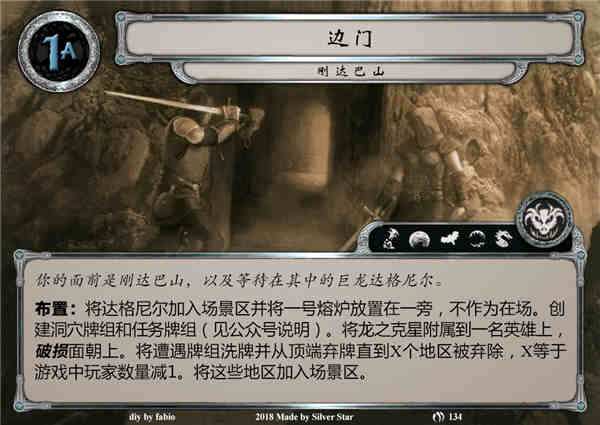 1A
边门
刚达巴山
你的面前是刚达巴山，以及等待在其中的巨龙达格尼尔。
布置：将达格尼尔加入场景区并将一号熔炉放置在一旁，不作为在场。创
建洞穴牌组和任务牌组（见公众号说明）。将龙之克星附属到一名英雄上，
破损面朝上。将遭遇牌组洗牌并从顶端弃牌直到X个地区被弃除，X等于
游戏中玩家数量减1。将这些地区加入场景区。
diy by fabio 2018 Made by Silver Star 134